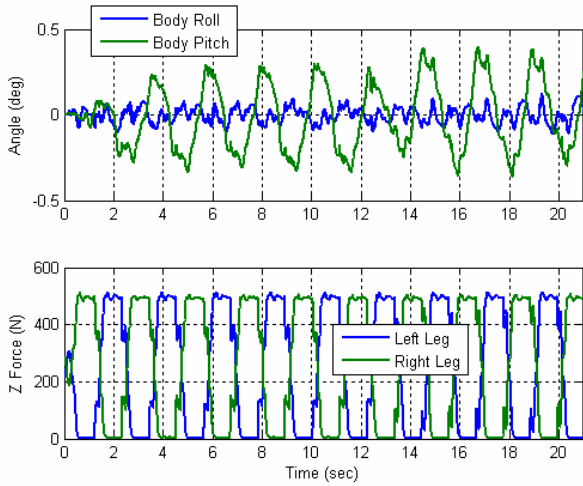 Body Roll
Body Pitch
0.5
0
-0.5
Angle (deg)
0 2 4 6 8 10 12 14 16 18 20
600
400
200
0
Z Force (N)
Left Leg
Right Leg
0 2 4 6 8 10 12 14 16 18 20
Time (sec)